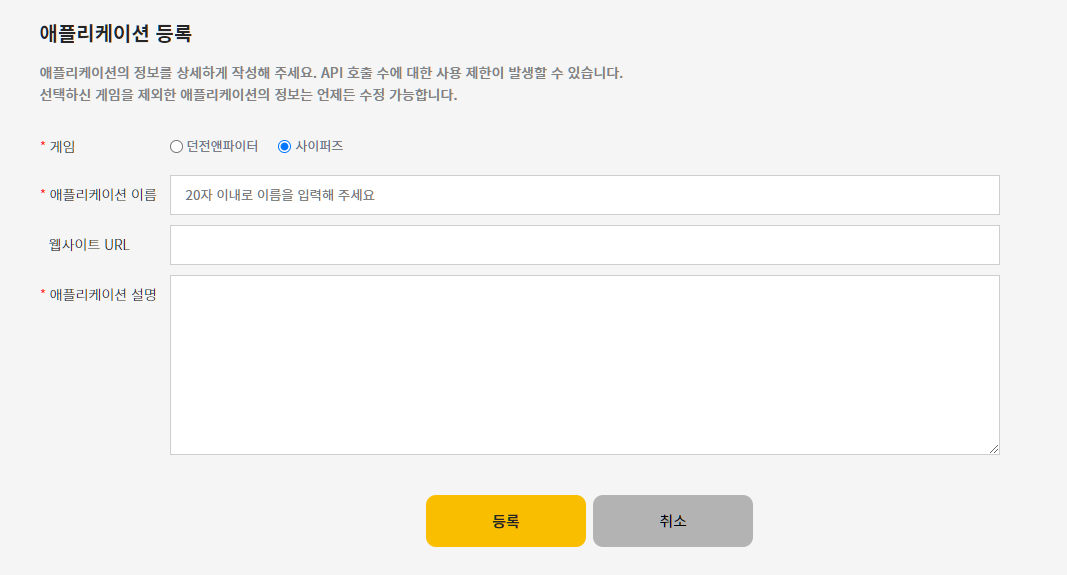 애플리케이션 등록
애플리케이션의 정보를 상세하게 작성해 주세요. API 호출 수에 대한 사용 제한이 발생할 수 있습니다.
선택하신 게임을 제외한 애플리케이션의 정보는 언제든 수정 가능합니다.
* 게임 던전앤파이터 사이퍼즈
* 애플리케이션 이름 20자 이내로 이름을 입력해 주세요
웹사이트 URL
* 애플리케이션 설명
등록 취소